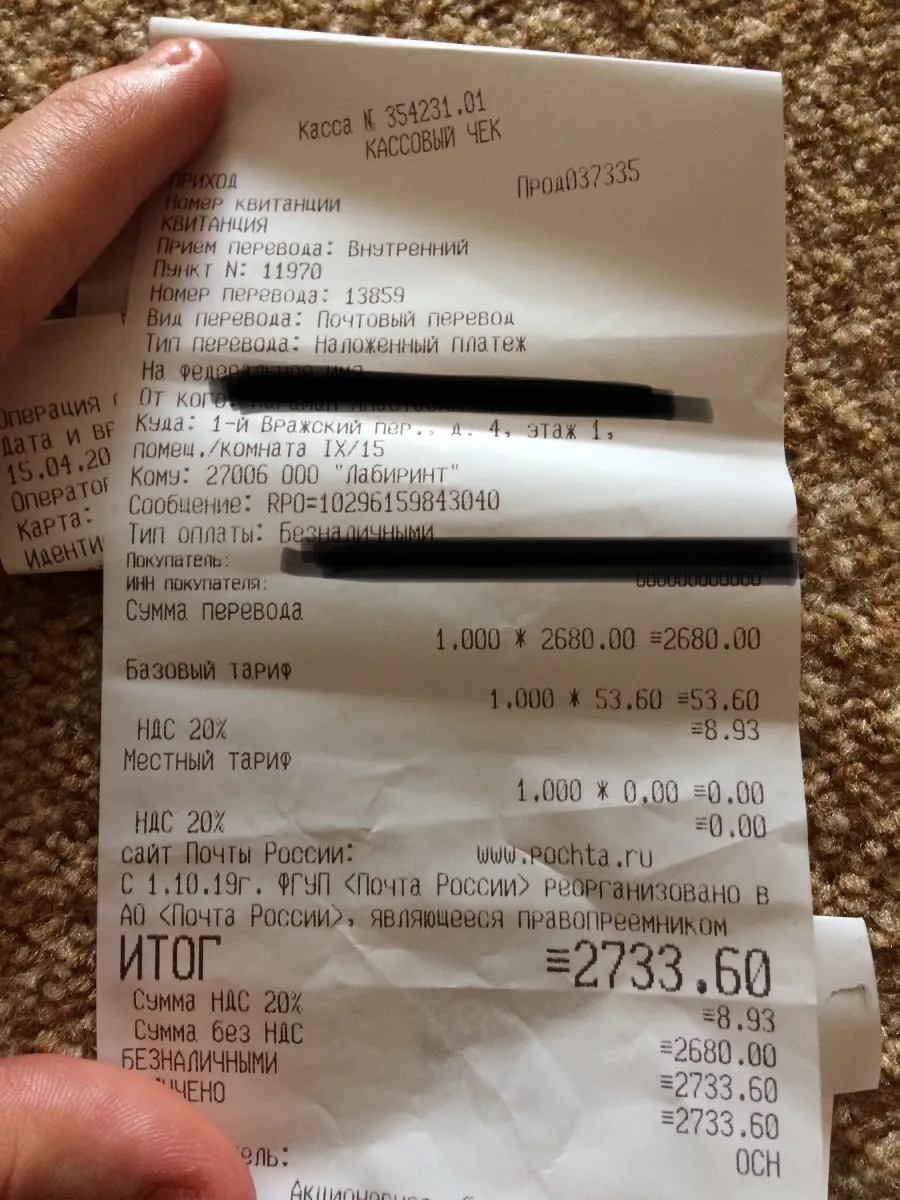 Касса № 354231.01
КАССОВЫЙ ЧЕК
Прод037335
ПРИХОД
Номер квитанции
КВИТАНЦИЯ
Прием перевода: Внутренний
Пункт N: 11970
Номер перевода: 13859
Вид перевода: Почтовый перевод
Тип перевода: Наложенный платеж
На
От кого:
Куда: 1-й Вражский пер., д. 4, этаж 1,
помещ./комната IX/15
Кому: 27006 ООО "Лабиринт"
Сообщение: RPO=10296159843040
Тип оплаты: Безналичными
Покупатель:
ИНН покупателя: 000000000000
Сумма перевода
1.000 * 2680.00 ≡2680.00
Базовый тариф
1.000 * 53.60 ≡53.60
НДС 20% ≡8.93
Местный тариф
1.000 * 0.00 ≡0.00
НДС 20% ≡0.00
сайт Почты России: www.pochta.ru
С 1.10.19г. ФГУП <Почта России> реорганизовано в
АО <Почта России>, являющееся правопреемником
ИТОГ ≡2733.60
Сумма НДС 20% ≡8.93
Сумма без НДС ≡2680.00
БЕЗНАЛИЧНЫМИ ≡2733.60
≡2733.60
ОСН
Операция
Дата и
15.04.20
Оператор
Карта: